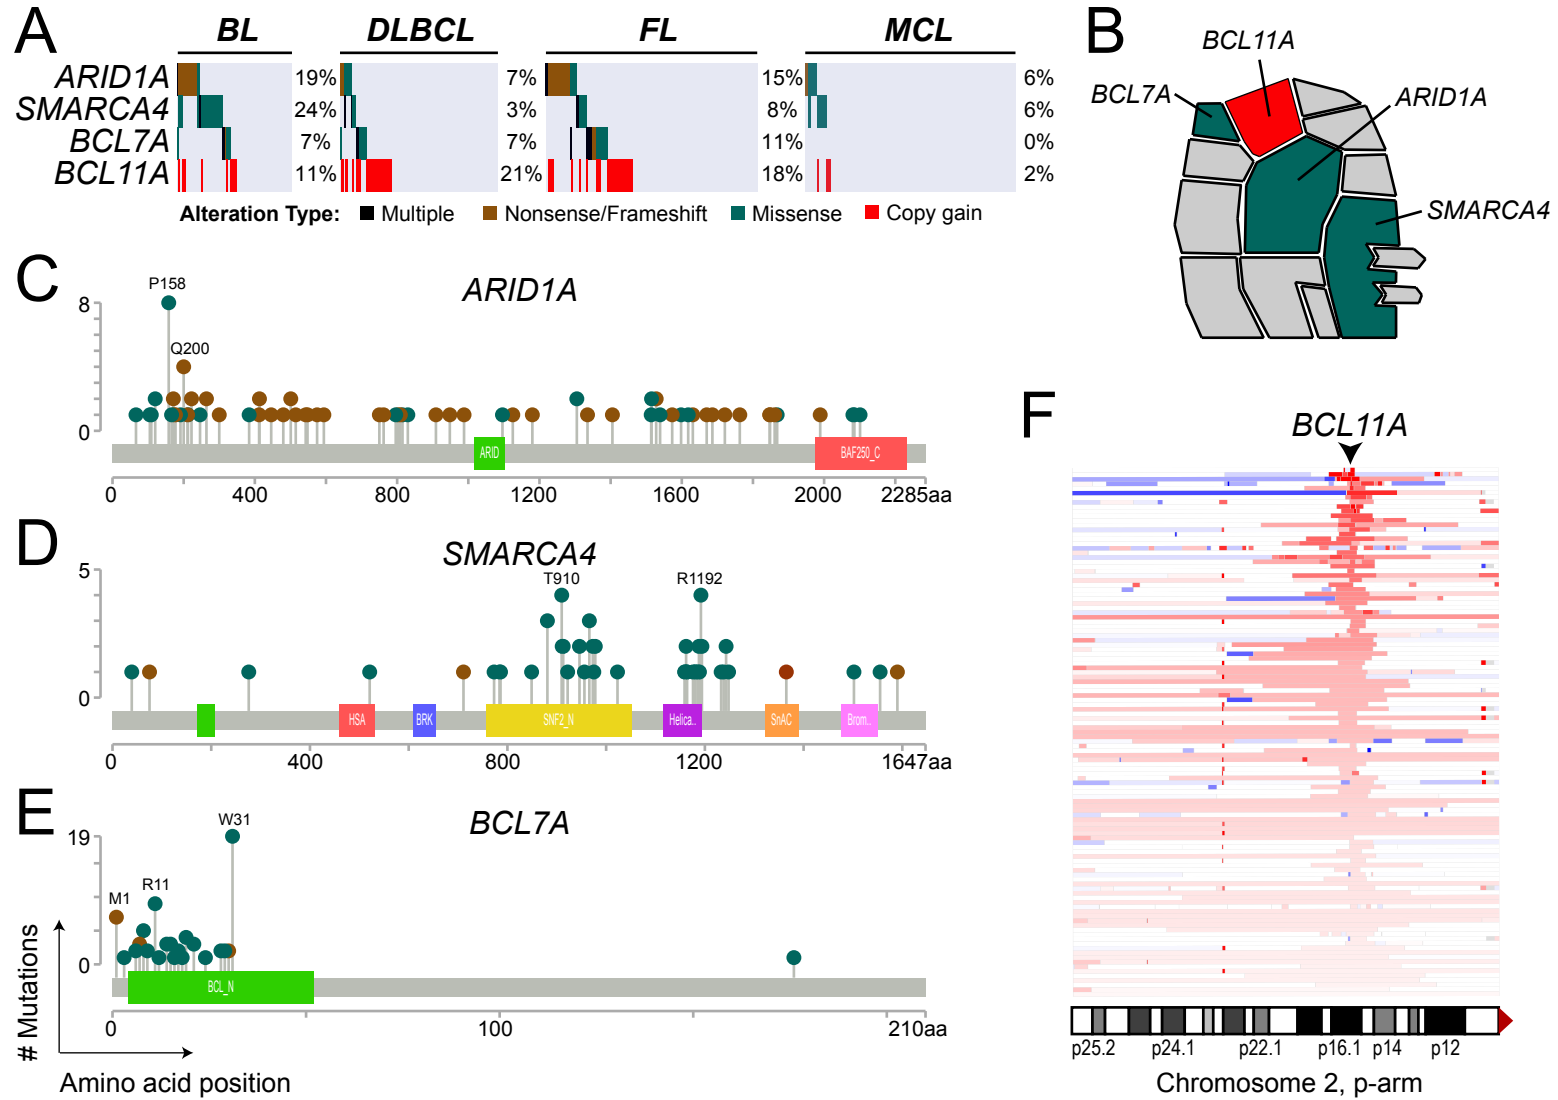 A
BL DLBCL FL MCL
ARID1A 19% 7% 15% 6%
SMARCA4 24% 3% 8% 6%
BCL7A 7% 7% 11% 0%
BCL11A 11% 21% 18% 2%
Alteration Type: Multiple Nonsense/Frameshift Missense Copy gain
B
BCL11A
BCL7A
ARID1A
SMARCA4
C
ARID1A
P158
Q200
8
0
ARID
BAF250_C
0 400 800 1200 1600 2000 2285aa
D
SMARCA4
T910
R1192
5
0
HSA
BRK
SNF2_N
Helica..
SnAC
Brom..
0 400 800 1200 1647aa
E
BCL7A
W31
R11
M1
19
0
BCL_N
0 100 210aa
# Mutations
Amino acid position
F
BCL11A
p25.2 p24.1 p22.1 p16.1 p14 p12
Chromosome 2, p-arm